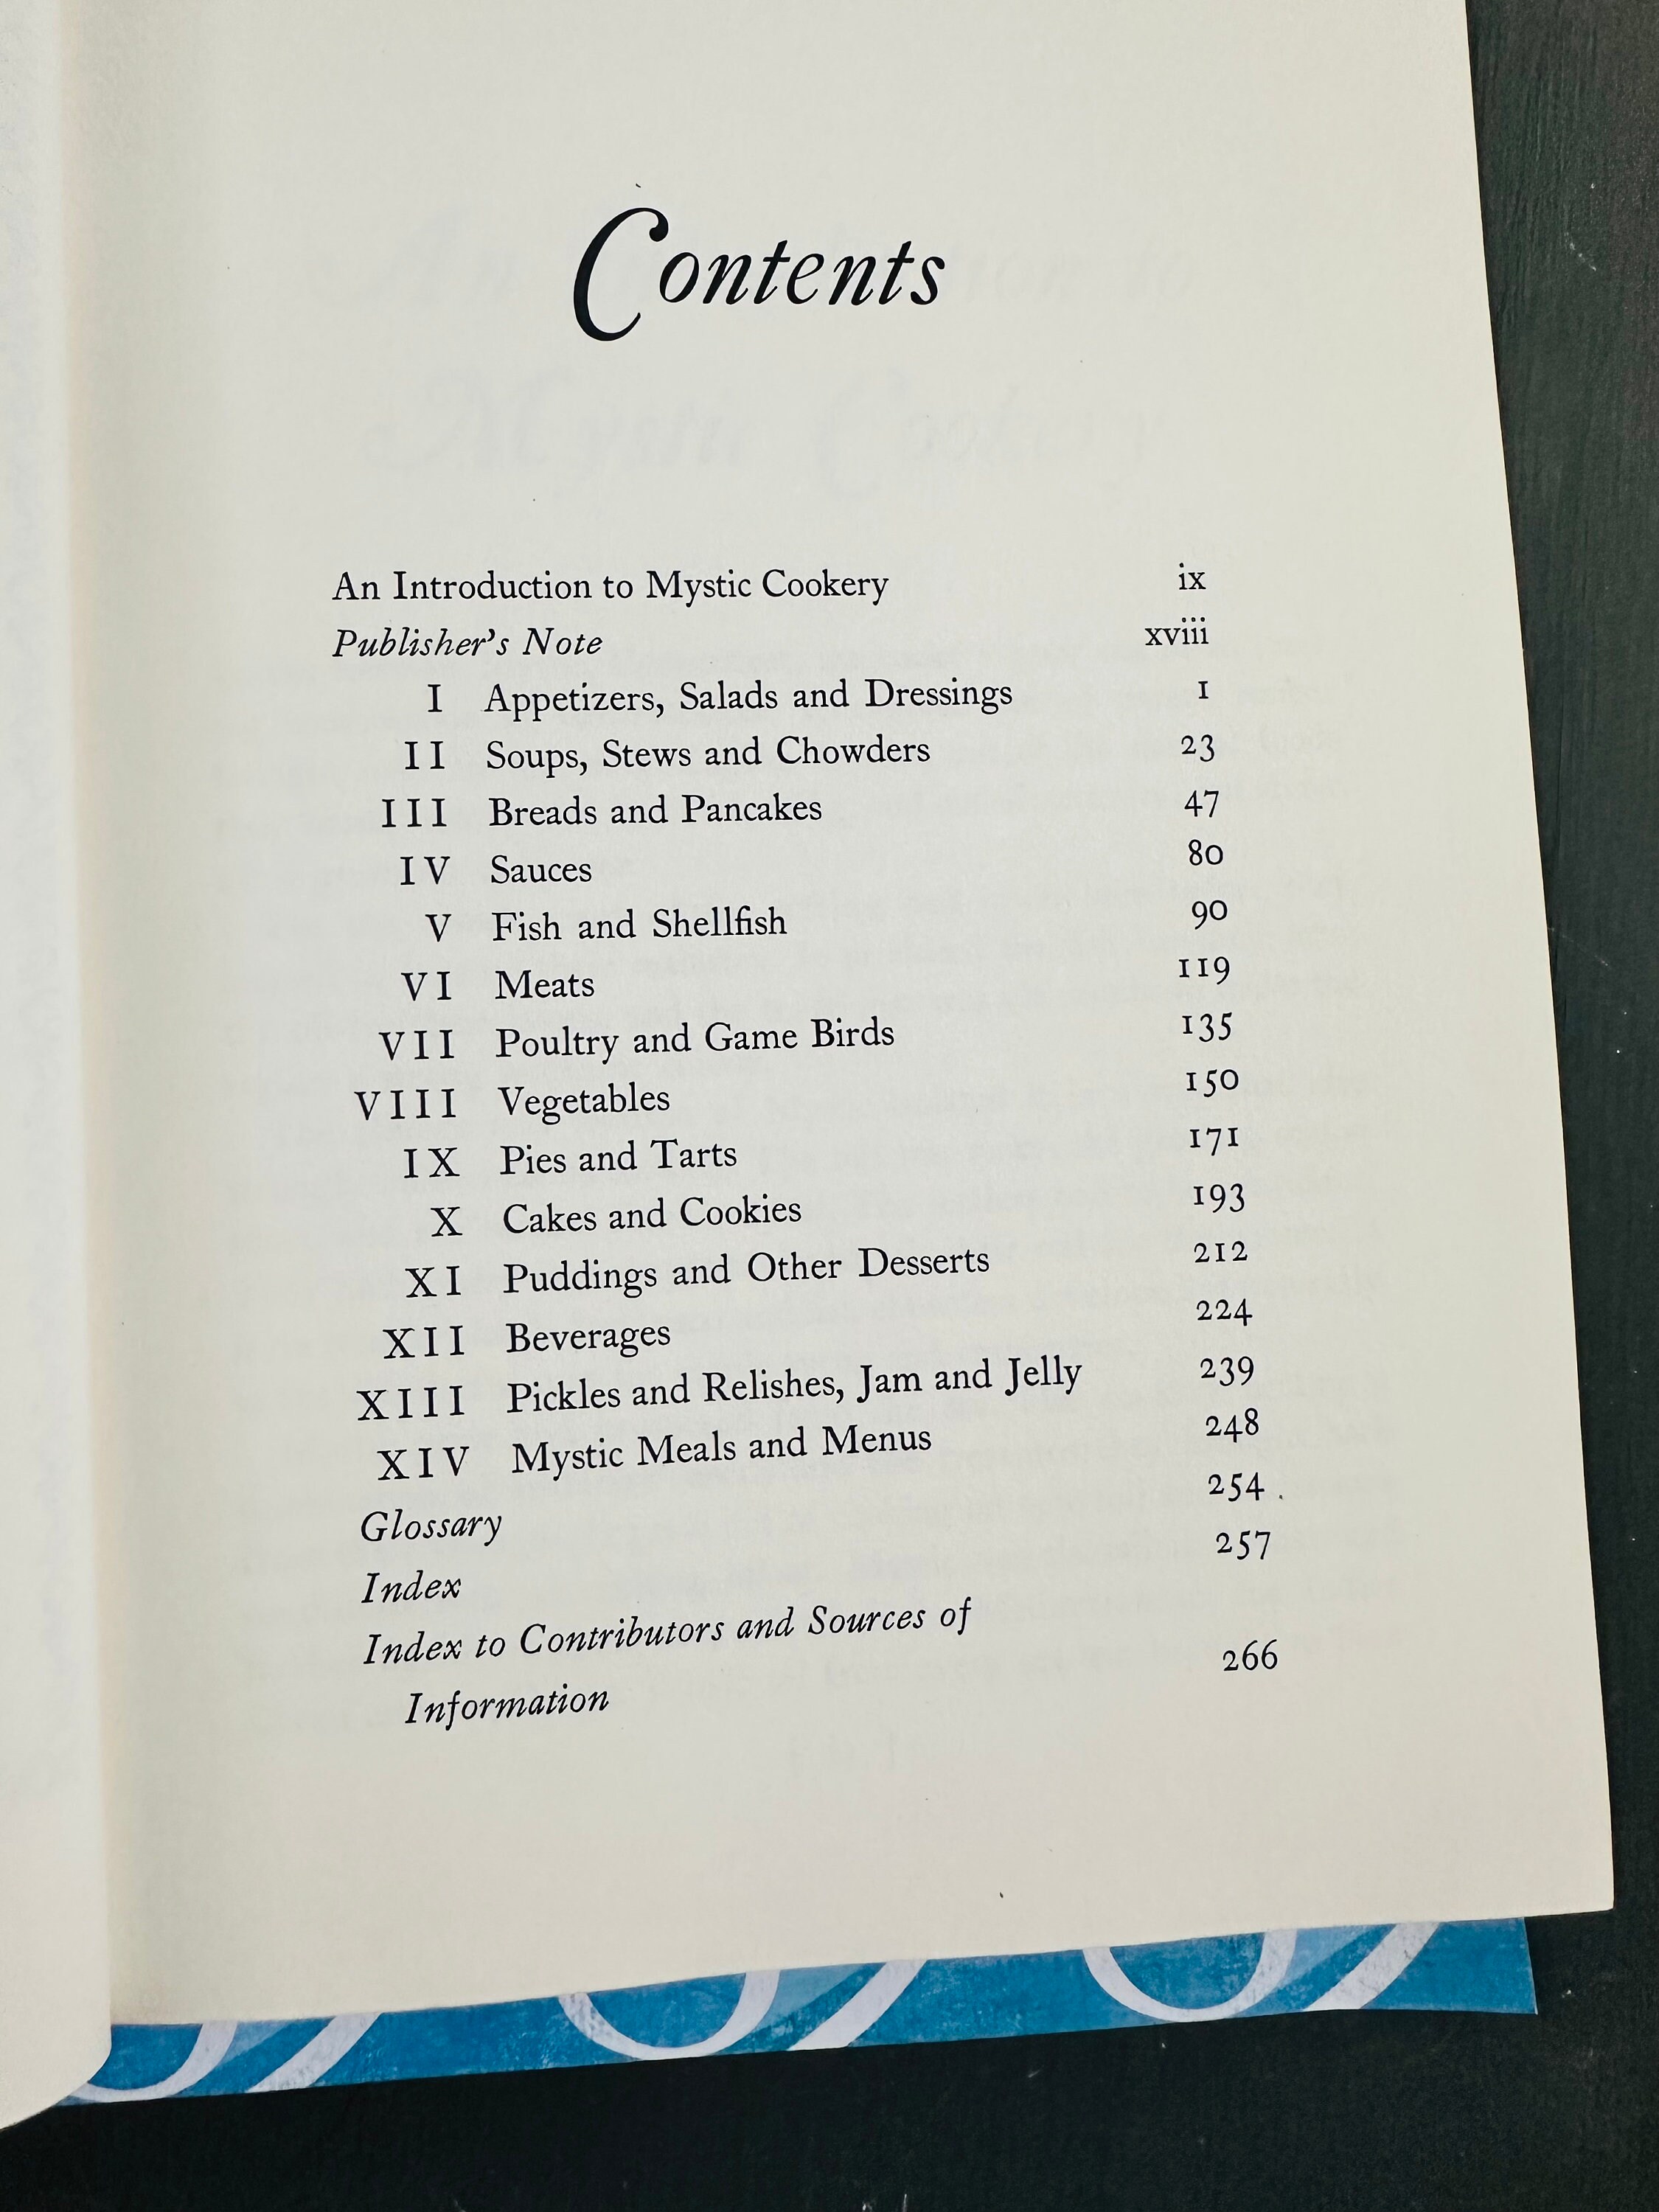 Contents
An Introduction to Mystic Cookery ix
Publisher's Note xviii
I Appetizers, Salads and Dressings 1
II Soups, Stews and Chowders 23
III Breads and Pancakes 47
IV Sauces 80
V Fish and Shellfish 90
VI Meats 119
VII Poultry and Game Birds 135
VIII Vegetables 150
IX Pies and Tarts 171
X Cakes and Cookies 193
XI Puddings and Other Desserts 212
XII Beverages 224
XIII Pickles and Relishes, Jam and Jelly 239
XIV Mystic Meals and Menus 248
Glossary 254
Index 257
Index to Contributors and Sources of
Information 266